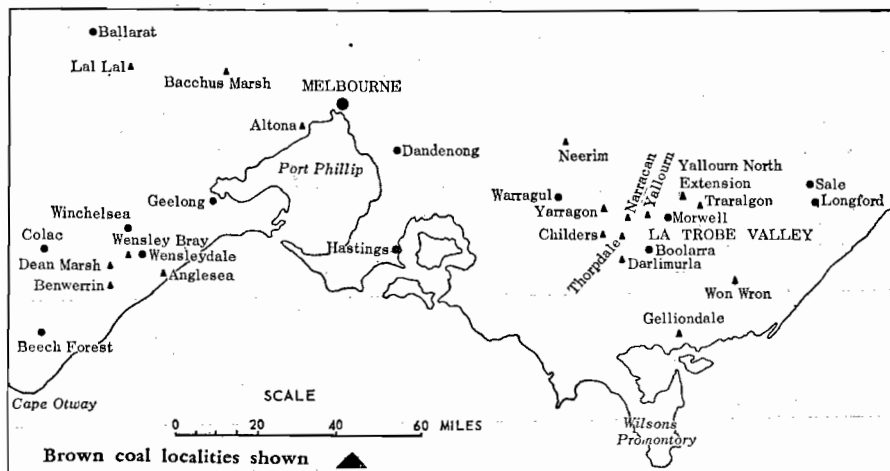 Ballarat
Lal Lal
Bacchus Marsh
MELBOURNE
Altona
Port Phillip
Dandenong
Neerim
Geelong
Winchelsea
Colac
Wensley Bray
Wensleydale
Dean Marsh
Anglesea
Benwerrin
Beech Forest
Cape Otway
Hastings
Warragul
Yarragon
Childers
Narracan
Yallourn
Thorpdale
Yallourn North
Extension
Traralgon
Morwell
LA TROBE VALLEY
Boolarra
Darlimurla
Sale
Longford
Won Wron
Gelliondale
Wilsons
Promontory
SCALE
0 20 40 60 MILES
Brown coal localities shown